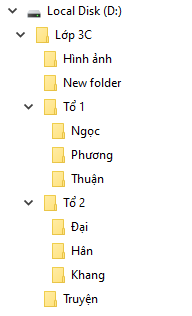 Local Disk (D:)
Lớp 3C
Hình ảnh
New folder
Tổ 1
Ngọc
Phương
Thuận
Tổ 2
Đại
Hân
Khang
Truyện